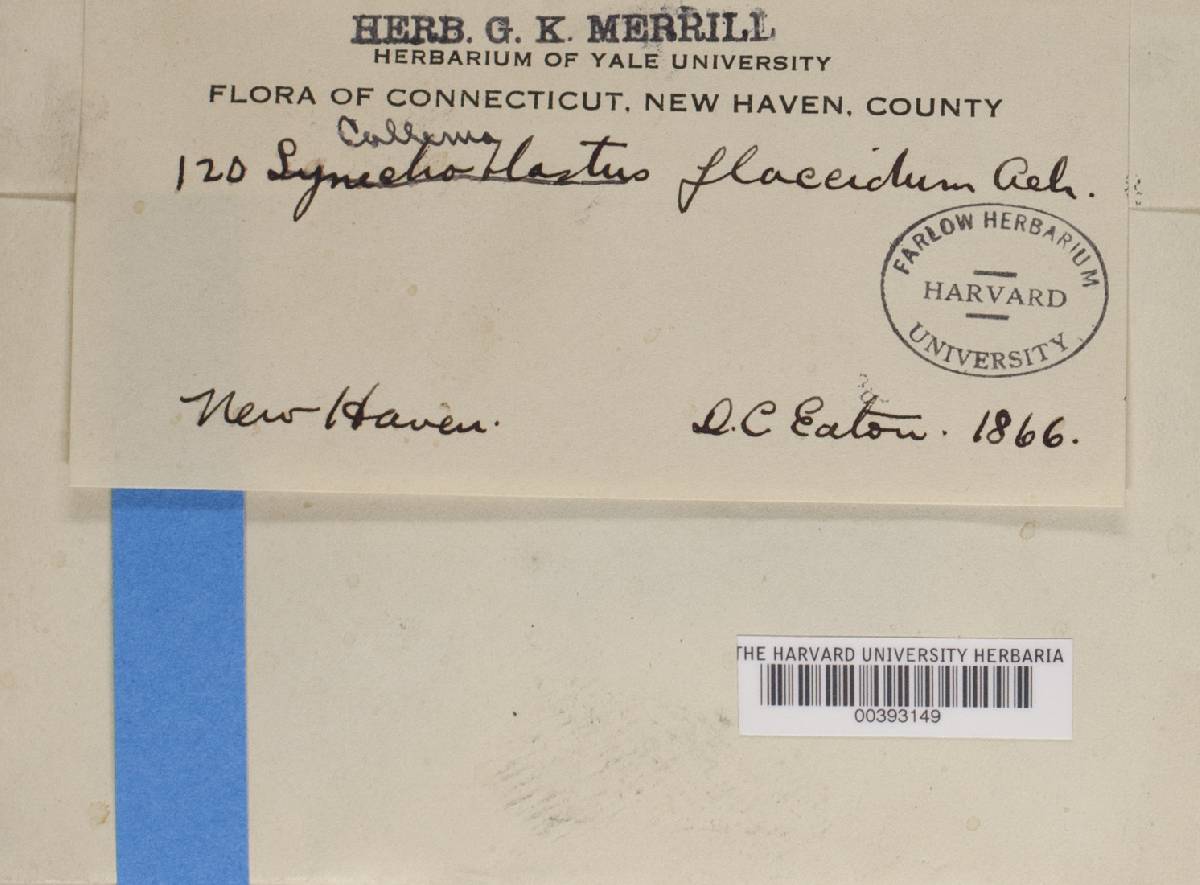 HERB. G. K. MERRILL
HERBARIUM OF YALE UNIVERSITY
FLORA OF CONNECTICUT, NEW HAVEN, COUNTY
Collema
120 Synechoblastus flaccidum Ach.
FARLOW HERBARIUM
HARVARD
UNIVERSITY
New Haven.
D. C Eaton. 1866.
THE HARVARD UNIVERSITY HERBARIA
00393149